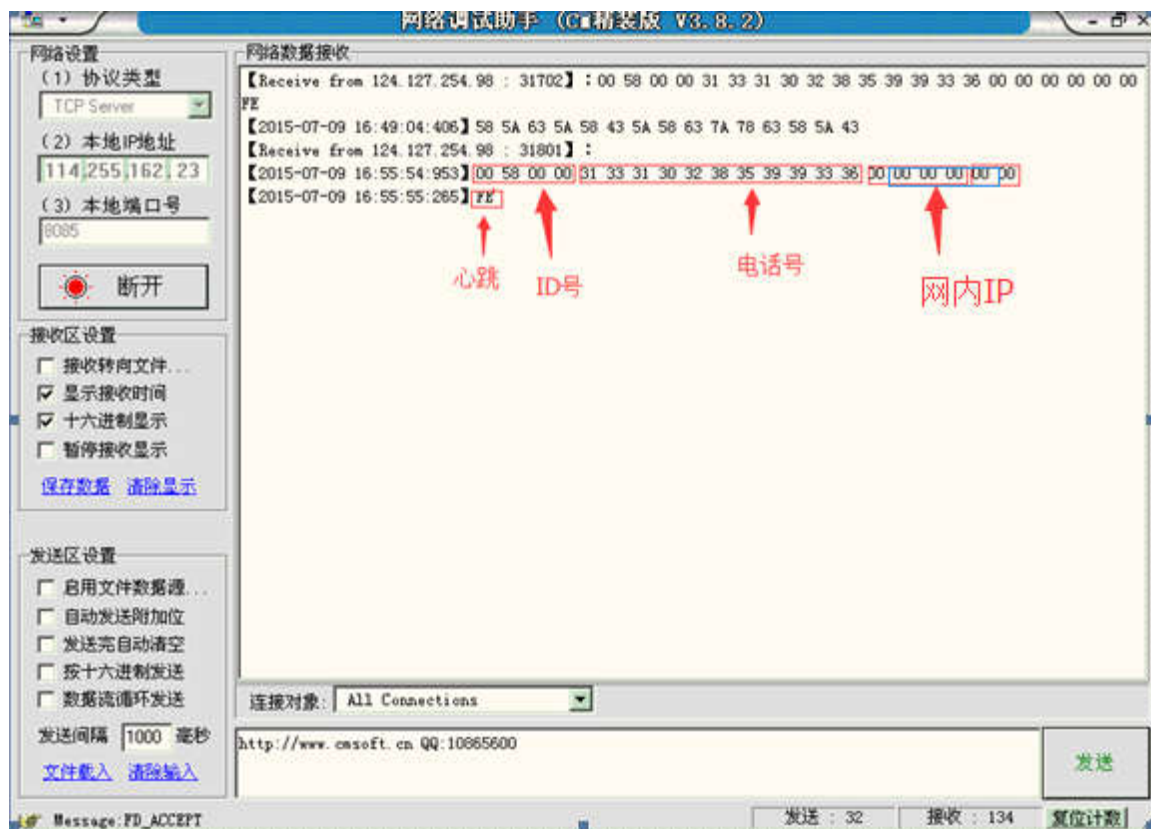 网络调试助手 (C■精装版 V3.8.2)
网络设置
(1) 协议类型
TCP Server
(2) 本地IP地址
114.255.162.23
(3) 本地端口号
8085
断开
接收区设置
接收转向文件...
显示接收时间
十六进制显示
暂停接收显示
保存数据 清除显示
发送区设置
启用文件数据源...
自动发送附加位
发送完自动清空
按十六进制发送
数据流循环发送
发送间隔 1000 毫秒
文件载入 清除输入
网络数据接收
【Receive from 124.127.254.98 : 31702】:00 58 00 00 31 33 31 30 32 38 35 39 39 33 36 00 00 00 00 00 00
FE
【2015-07-09 16:49:04:406】58 5A 63 5A 58 43 5A 58 63 7A 78 63 58 5A 43
【Receive from 124.127.254.98 : 31801】:
【2015-07-09 16:55:54:953】00 58 00 00 31 33 31 30 32 38 35 39 39 33 36 00 00 00 00 00 00
【2015-07-09 16:55:55:265】FE
心跳
ID号
电话号
网内IP
连接对象: All Connections
http://www.cmsoft.cn QQ:10865600
发送
Message:FD_ACCEPT
发送 : 32
接收 : 134
复位计数